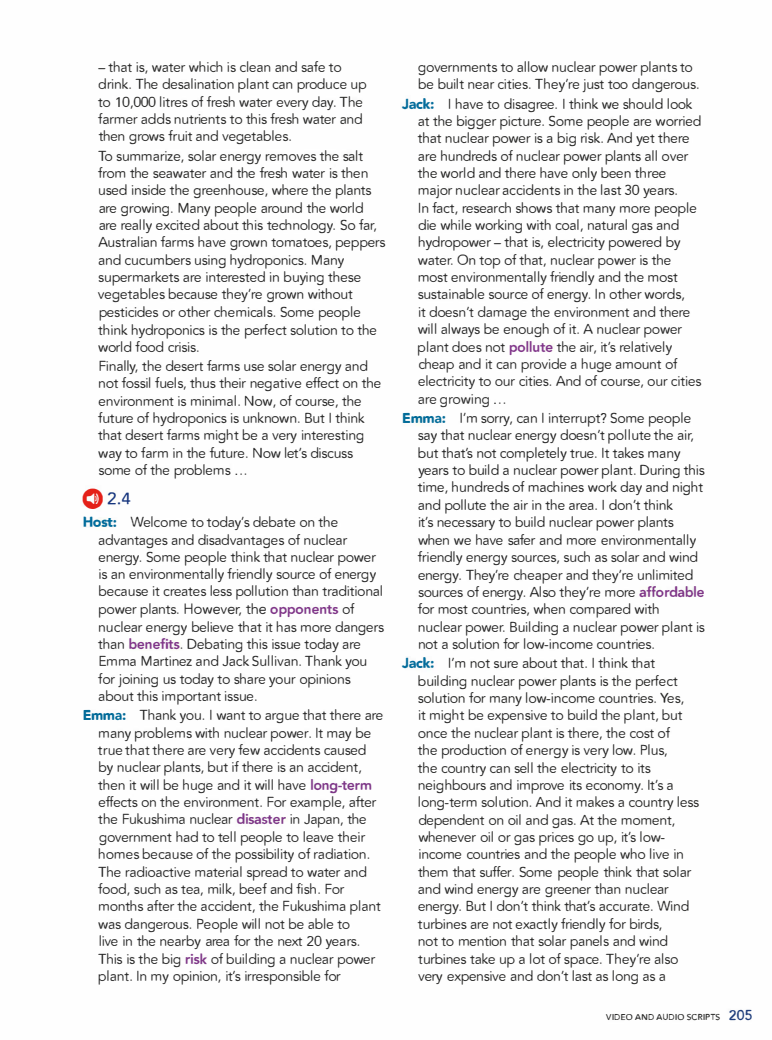 – that is, water which is clean and safe to
drink. The desalination plant can produce up
to 10,000 litres of fresh water every day. The
farmer adds nutrients to this fresh water and
then grows fruit and vegetables.
To summarize, solar energy removes the salt
from the seawater and the fresh water is then
used inside the greenhouse, where the plants
are growing. Many people around the world
are really excited about this technology. So far,
Australian farms have grown tomatoes, peppers
and cucumbers using hydroponics. Many
supermarkets are interested in buying these
vegetables because they're grown without
pesticides or other chemicals. Some people
think hydroponics is the perfect solution to the
world food crisis.
Finally, the desert farms use solar energy and
not fossil fuels, thus their negative effect on the
environment is minimal. Now, of course, the
future of hydroponics is unknown. But I think
that desert farms might be a very interesting
way to farm in the future. Now let's discuss
some of the problems …
2.4
Host: Welcome to today's debate on the
advantages and disadvantages of nuclear
energy. Some people think that nuclear power
is an environmentally friendly source of energy
because it creates less pollution than traditional
power plants. However, the opponents of
nuclear energy believe that it has more dangers
than benefits. Debating this issue today are
Emma Martinez and Jack Sullivan. Thank you
for joining us today to share your opinions
about this important issue.
Emma: Thank you. I want to argue that there are
many problems with nuclear power. It may be
true that there are very few accidents caused
by nuclear plants, but if there is an accident,
then it will be huge and it will have long-term
effects on the environment. For example, after
the Fukushima nuclear disaster in Japan, the
government had to tell people to leave their
homes because of the possibility of radiation.
The radioactive material spread to water and
food, such as tea, milk, beef and fish. For
months after the accident, the Fukushima plant
was dangerous. People will not be able to
live in the nearby area for the next 20 years.
This is the big risk of building a nuclear power
plant. In my opinion, it's irresponsible for
governments to allow nuclear power plants to
be built near cities. They're just too dangerous.
Jack: I have to disagree. I think we should look
at the bigger picture. Some people are worried
that nuclear power is a big risk. And yet there
are hundreds of nuclear power plants all over
the world and there have only been three
major nuclear accidents in the last 30 years.
In fact, research shows that many more people
die while working with coal, natural gas and
hydropower – that is, electricity powered by
water. On top of that, nuclear power is the
most environmentally friendly and the most
sustainable source of energy. In other words,
it doesn't damage the environment and there
will always be enough of it. A nuclear power
plant does not pollute the air, it's relatively
cheap and it can provide a huge amount of
electricity to our cities. And of course, our cities
are growing …
Emma: I'm sorry, can I interrupt? Some people
say that nuclear energy doesn't pollute the air,
but that's not completely true. It takes many
years to build a nuclear power plant. During this
time, hundreds of machines work day and night
and pollute the air in the area. I don't think
it's necessary to build nuclear power plants
when we have safer and more environmentally
friendly energy sources, such as solar and wind
energy. They're cheaper and they're unlimited
sources of energy. Also they're more affordable
for most countries, when compared with
nuclear power. Building a nuclear power plant is
not a solution for low-income countries.
Jack: I'm not sure about that. I think that
building nuclear power plants is the perfect
solution for many low-income countries. Yes,
it might be expensive to build the plant, but
once the nuclear plant is there, the cost of
the production of energy is very low. Plus,
the country can sell the electricity to its
neighbours and improve its economy. It's a
long-term solution. And it makes a country less
dependent on oil and gas. At the moment,
whenever oil or gas prices go up, it's low-
income countries and the people who live in
them that suffer. Some people think that solar
and wind energy are greener than nuclear
energy. But I don't think that's accurate. Wind
turbines are not exactly friendly for birds,
not to mention that solar panels and wind
turbines take up a lot of space. They're also
very expensive and don't last as long as a
VIDEO AND AUDIO SCRIPTS 205